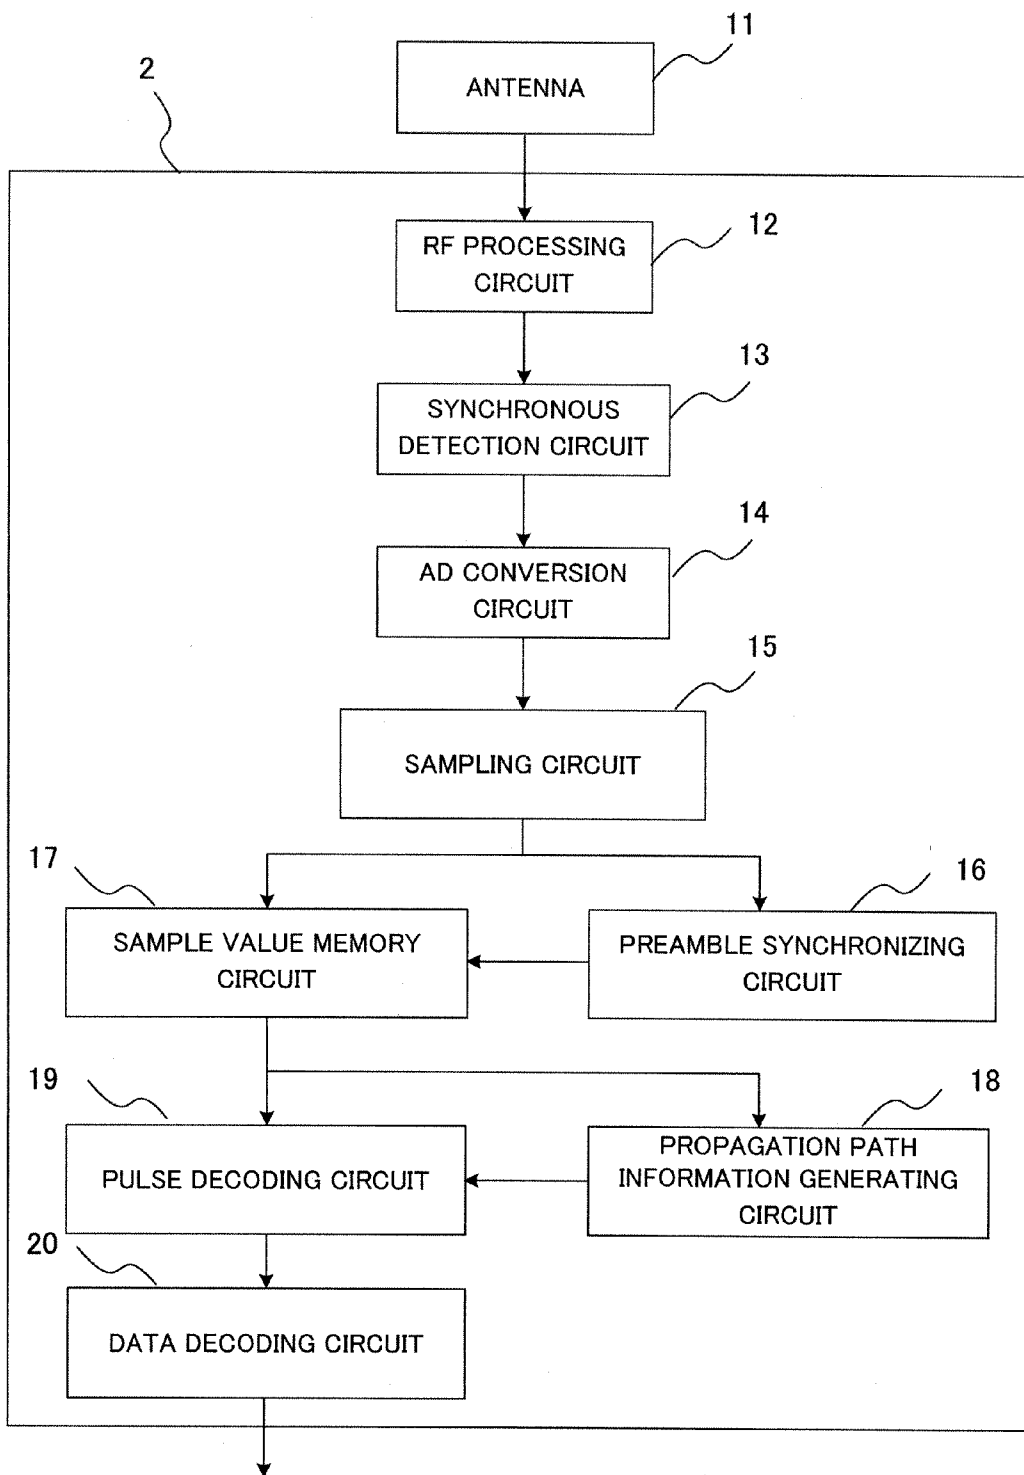 11
ANTENNA
2
12
RF PROCESSING
CIRCUIT
13
SYNCHRONOUS
DETECTION CIRCUIT
14
AD CONVERSION
CIRCUIT
15
SAMPLING CIRCUIT
17
16
SAMPLE VALUE MEMORY
CIRCUIT
PREAMBLE SYNCHRONIZING
CIRCUIT
19
18
PULSE DECODING CIRCUIT
PROPAGATION PATH
INFORMATION GENERATING
CIRCUIT
20
DATA DECODING CIRCUIT